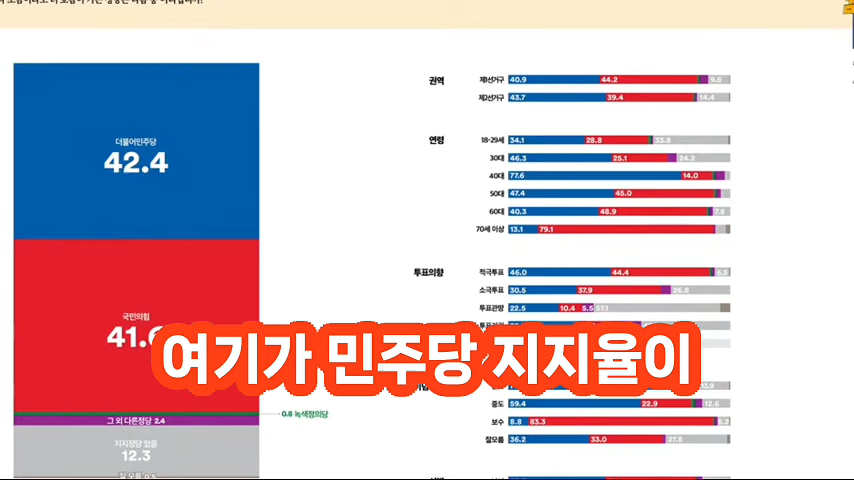 더불어민주당
42.4
국민의힘
41.
0.8 녹색정의당
그 외 다른정당 2.4
지지정당 없음
12.3
잘 모름
권역
제1선거구 40.9 44.2 9.6
제2선거구 43.7 39.4 14.4
연령
18-29세 34.1 28.8 33.8
30대 46.3 25.1 24.2
40대 77.6 14.0
50대 47.4 45.0
60대 40.3 48.9 7.8
70세 이상 13.1 79.1
투표의향
적극투표 46.0 44.4 6.5
소극투표 30.5 37.9 26.8
투표관망 22.5 10.4 5.5 57.1
중도 59.4 22.9 12.6
보수 8.8 83.3 5.2
잘모름 36.2 33.0 27.8
여기가 민주당 지지율이